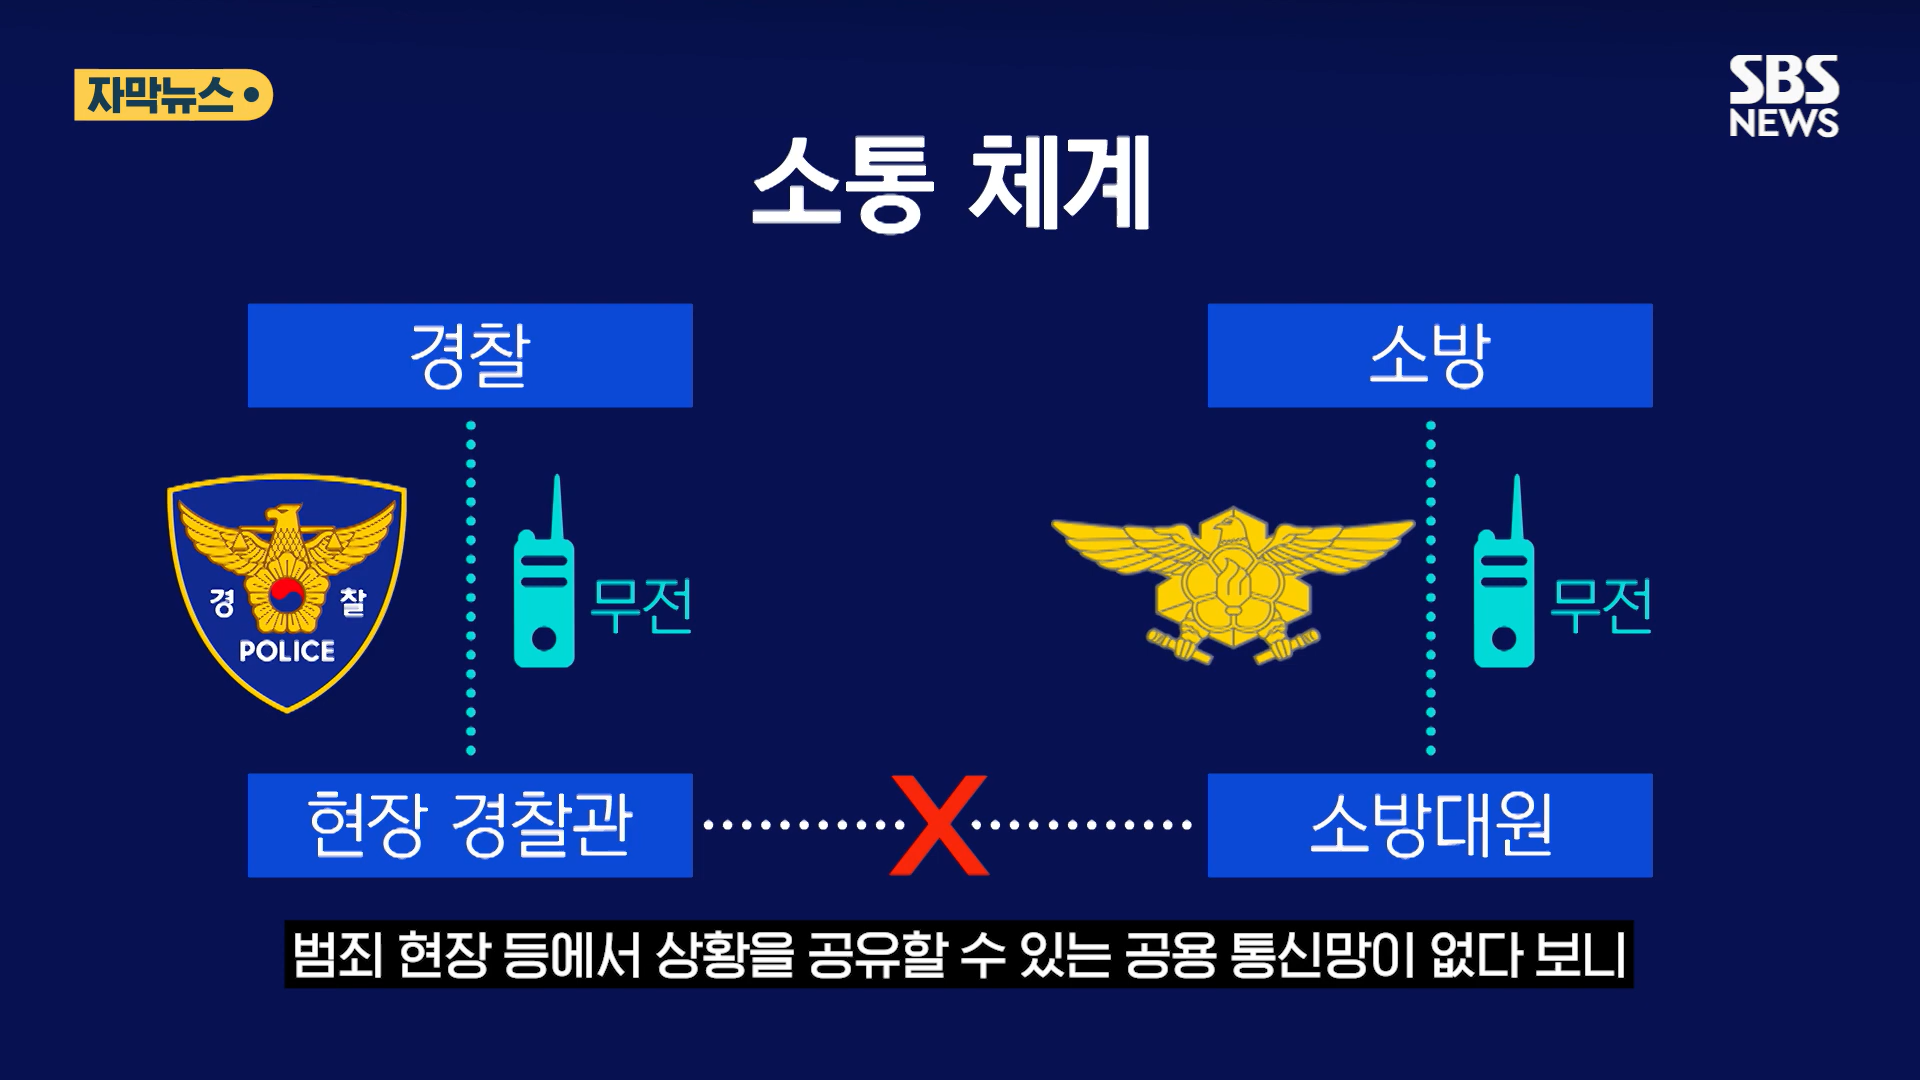 자막뉴스
SBS
NEWS
소통 체계
경찰
소방
경 찰
POLICE
무전
무전
현장 경찰관
X
소방대원
범죄 현장 등에서 상황을 공유할 수 있는 공용 통신망이 없다 보니